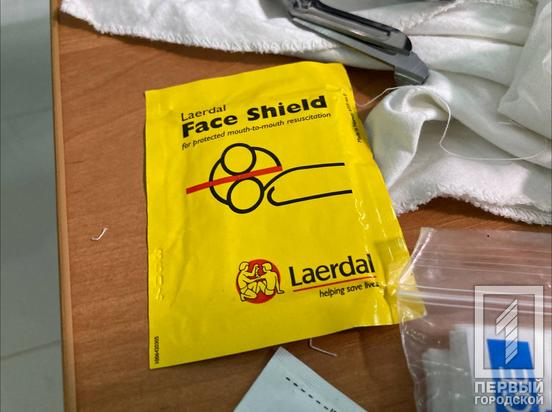 Laerdal
Face Shield
for protected mouth-to-mouth resuscitation
Laerdal
helping save lives
ПЕРВЫЙ
ГОРОДСКОЙ